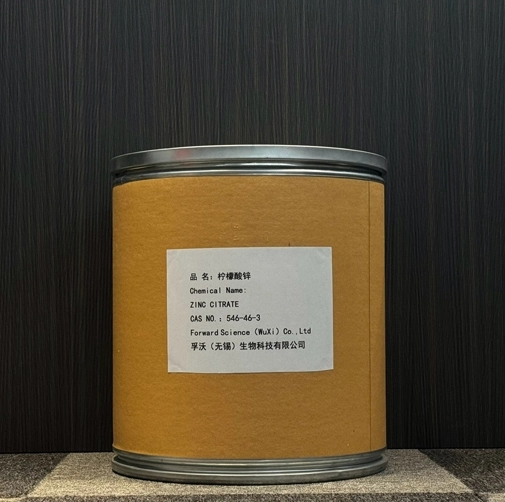 品 名：柠檬酸锌
Chemical Name:
ZINC CITRATE
CAS NO.：546-46-3
Forward Science（WuXi）Co.,Ltd
孚沃（无锡）生物科技有限公司